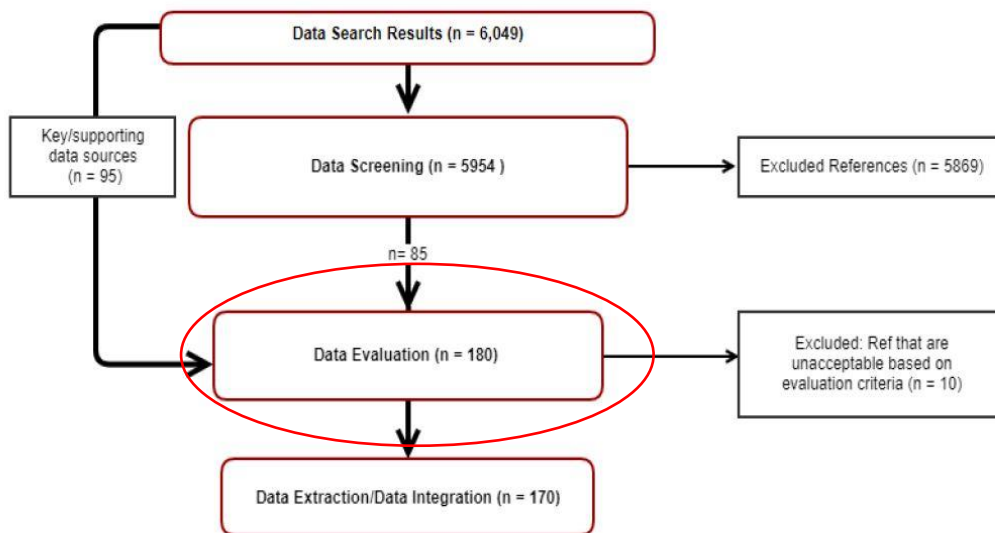 Data Search Results (n = 6,049)
Key/supporting
data sources
(n = 95)
Data Screening (n = 5954 )
Excluded References (n = 5869)
n= 85
Data Evaluation (n = 180)
Excluded: Ref that are
unacceptable based on
evaluation criteria (n = 10)
Data Extraction/Data Integration (n = 170)